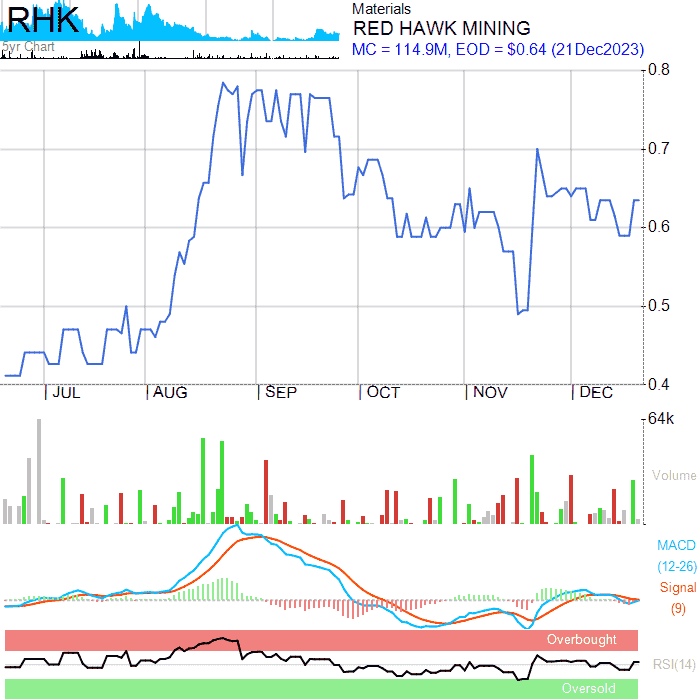 RHK
5yr Chart
Materials
RED HAWK MINING
MC = 114.9M, EOD = $0.64 (21Dec2023)
0.8
0.7
0.6
0.5
0.4
JUL AUG SEP OCT NOV DEC
64k
Volume
MACD
(12-26)
Signal
(9)
Overbought
RSI(14)
Oversold